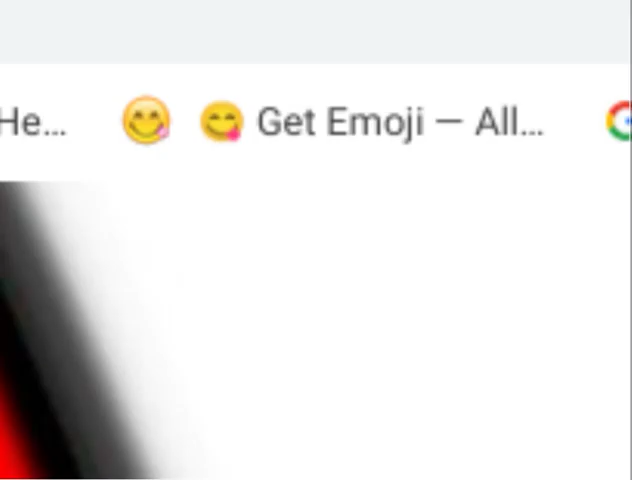 He... 😋 😋 Get Emoji — All...